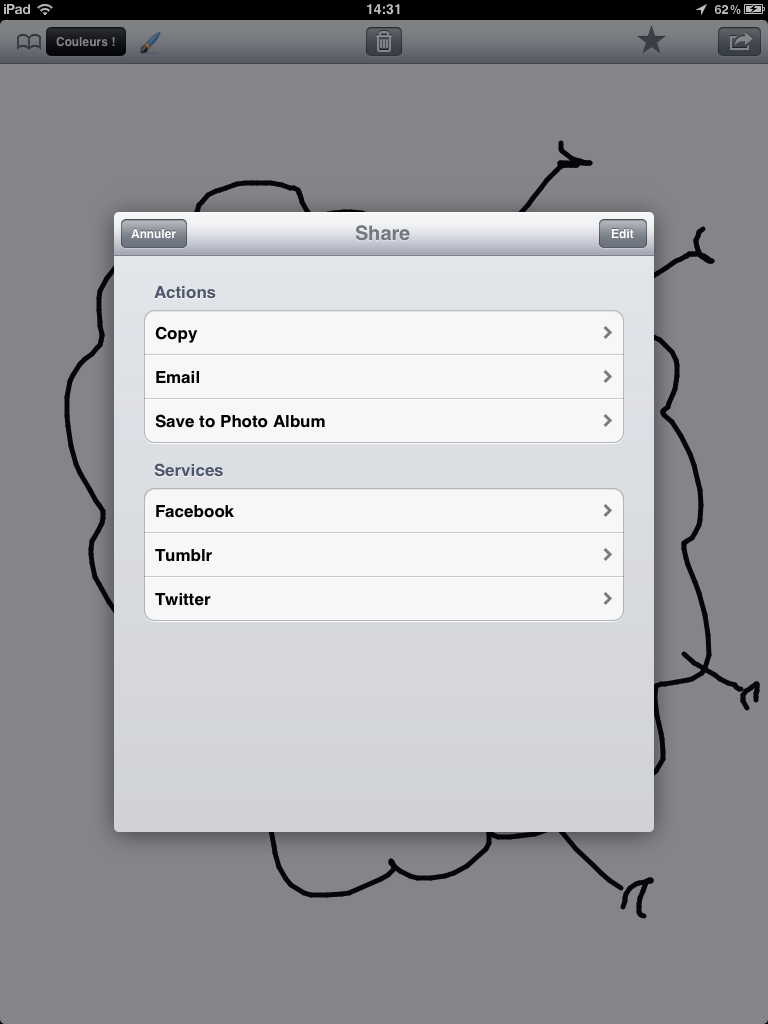 iPad 14:31 62%
Couleurs !
Annuler Share Edit
Actions
Copy
Email
Save to Photo Album
Services
Facebook
Tumblr
Twitter